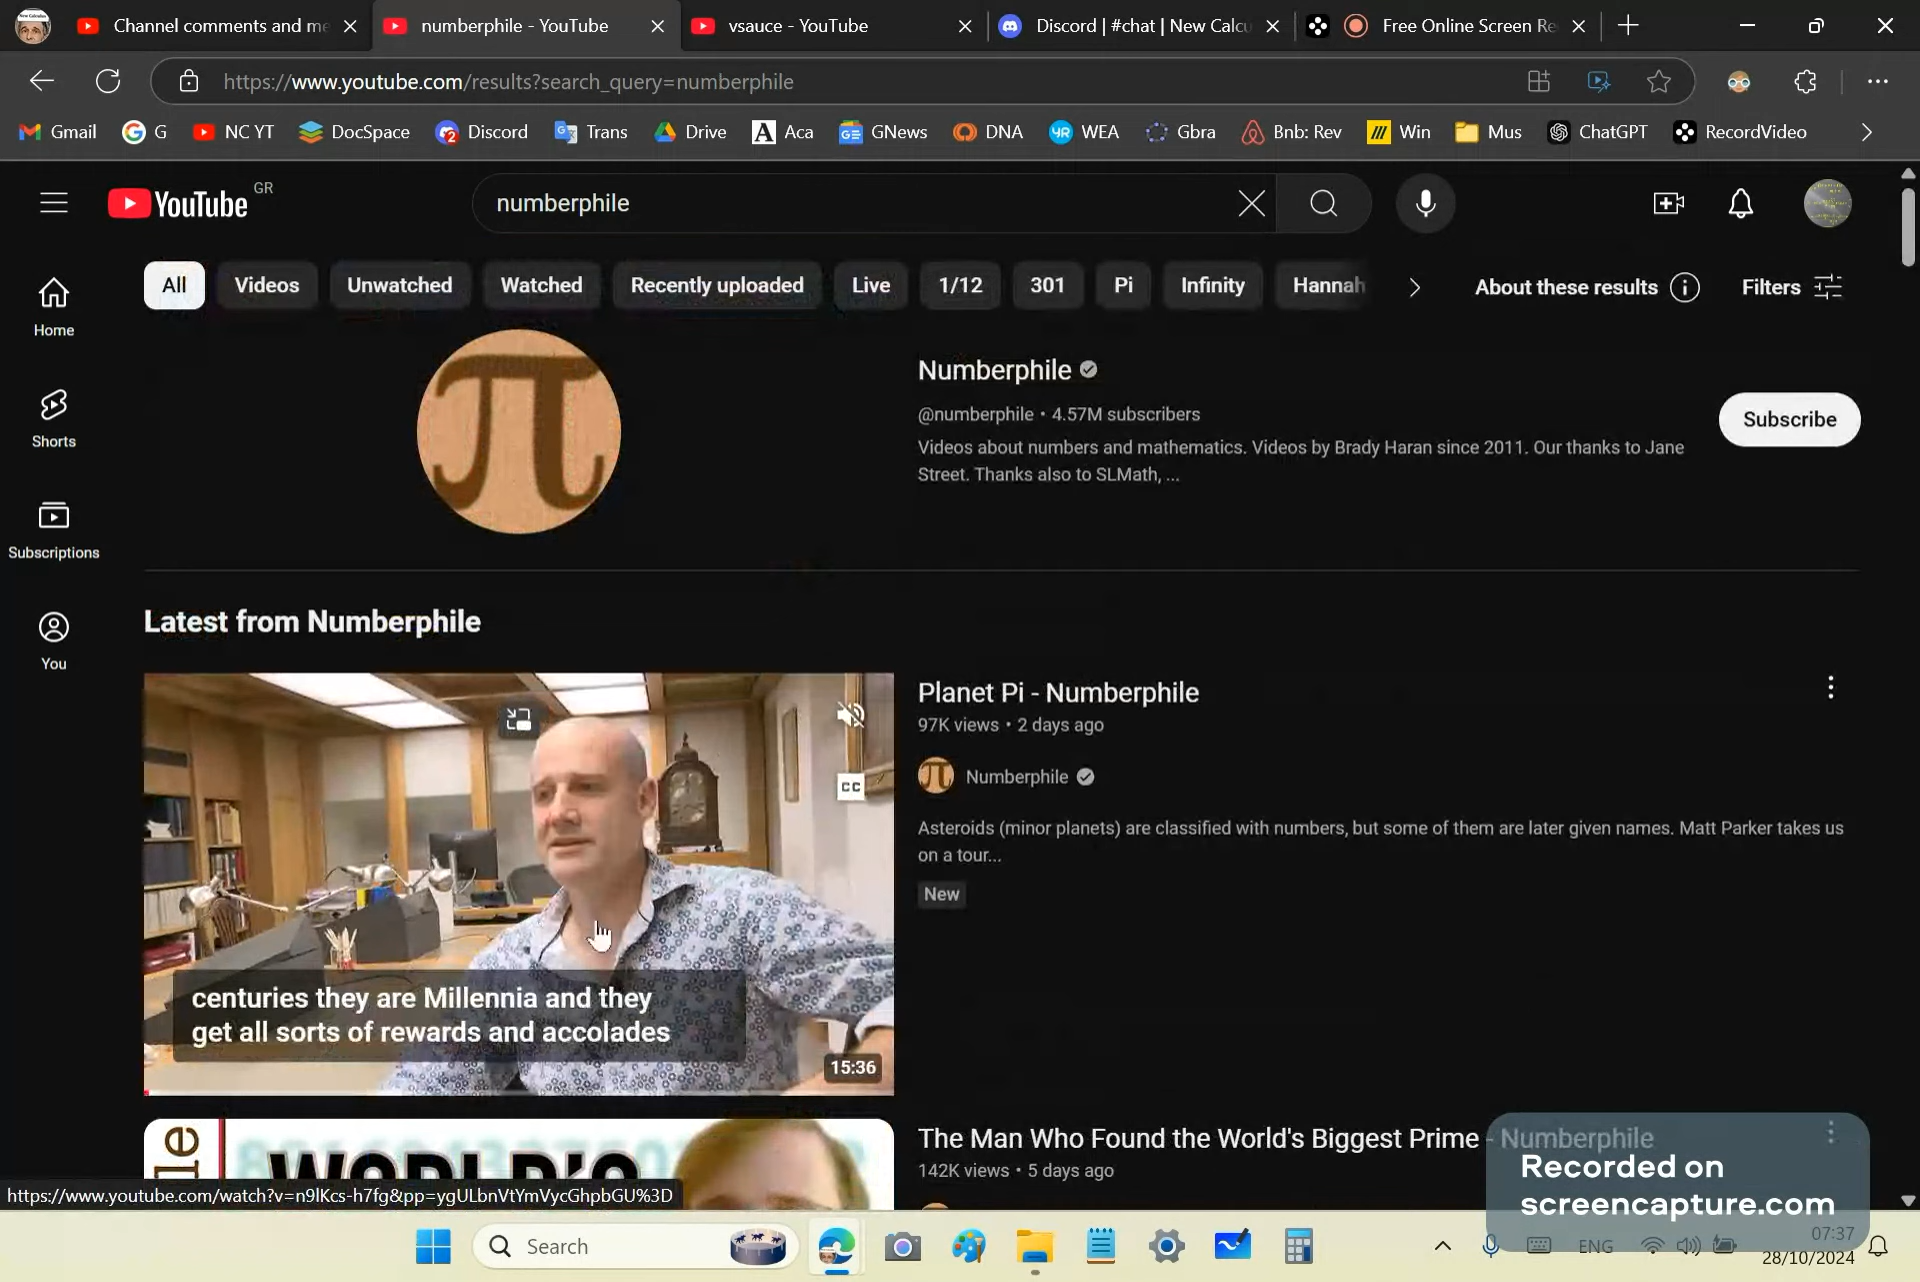 Channel comments and me
numberphile - YouTube
vsauce - YouTube
Discord | #chat | New Calcu
Free Online Screen Re
https://www.youtube.com/results?search_query=numberphile
Gmail
G
NC YT
DocSpace
Discord
Trans
Drive
Aca
GNews
DNA
WEA
Gbra
Bnb: Rev
Win
Mus
ChatGPT
RecordVideo
YouTube
GR
numberphile
Home
Shorts
Subscriptions
You
All
Videos
Unwatched
Watched
Recently uploaded
Live
1/12
301
Pi
Infinity
Hannah
About these results
Filters
Numberphile
@numberphile • 4.57M subscribers
Videos about numbers and mathematics. Videos by Brady Haran since 2011. Our thanks to Jane
Street. Thanks also to SLMath, ...
Subscribe
Latest from Numberphile
CC
centuries they are Millennia and they
get all sorts of rewards and accolades
15:36
Planet Pi - Numberphile
97K views • 2 days ago
Numberphile
Asteroids (minor planets) are classified with numbers, but some of them are later given names. Matt Parker takes us
on a tour...
New
The Man Who Found the World's Biggest Prime - Numberphile
142K views • 5 days ago
Recorded on
screencapture.com
https://www.youtube.com/watch?v=n9lKcs-h7fg&pp=ygULbnVtYmVycGhpbGU%3D
Search
ENG
07:37
28/10/2024